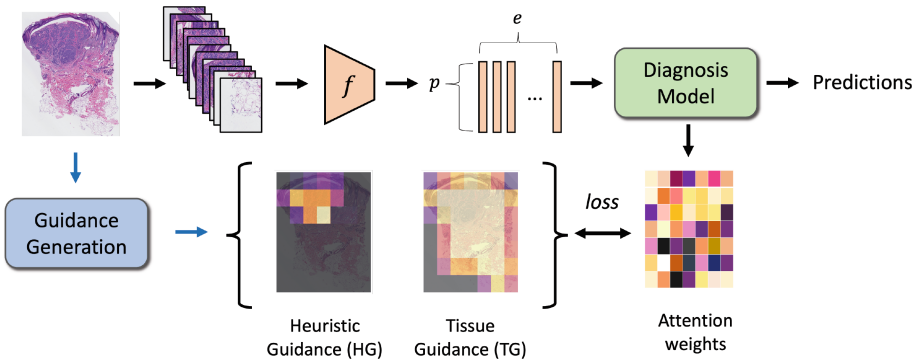 e
f
p
...
Diagnosis
Model
Predictions
Guidance
Generation
loss
Heuristic
Guidance (HG)
Tissue
Guidance (TG)
Attention
weights